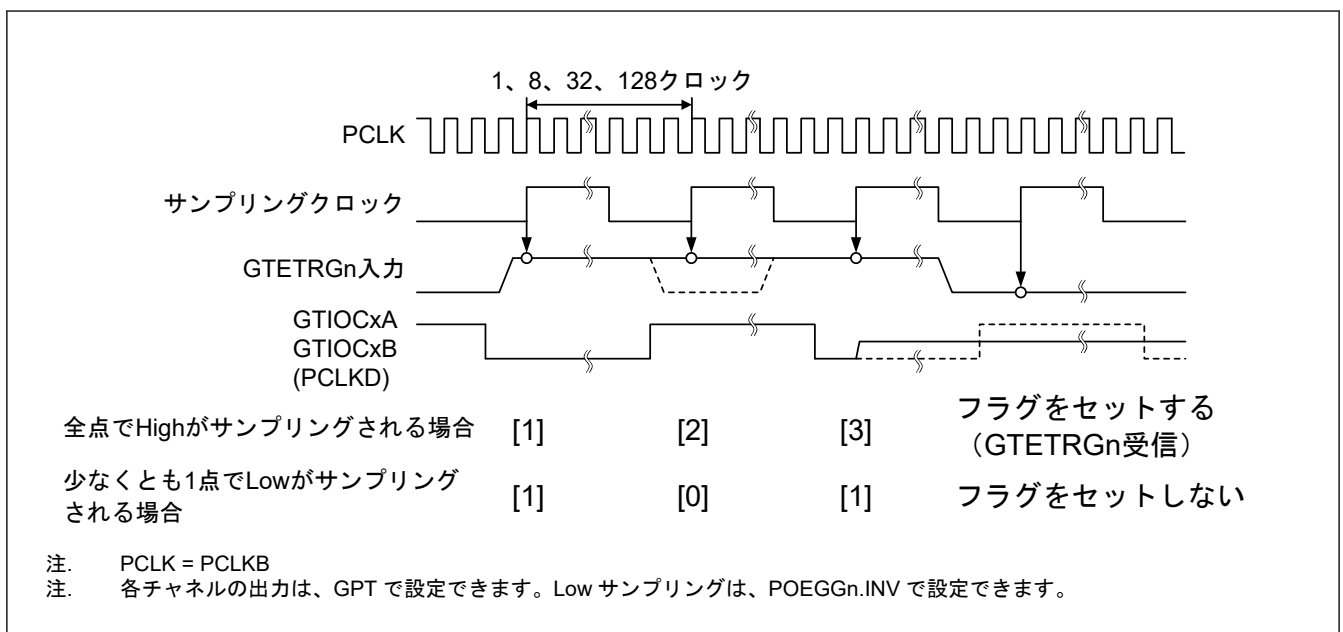 1、8、32、128クロック
PCLK
サンプリングクロック
GTETRGn入力
GTIOCxA
GTIOCxB
(PCLKD)
全点でHighがサンプリングされる場合 [1] [2] [3] フラグをセットする
(GTETRGn受信)
少なくとも1点でLowがサンプリング
される場合 [1] [0] [1] フラグをセットしない
注. PCLK = PCLKB
注. 各チャネルの出力は、GPT で設定できます。Low サンプリングは、POEGGn.INV で設定できます。